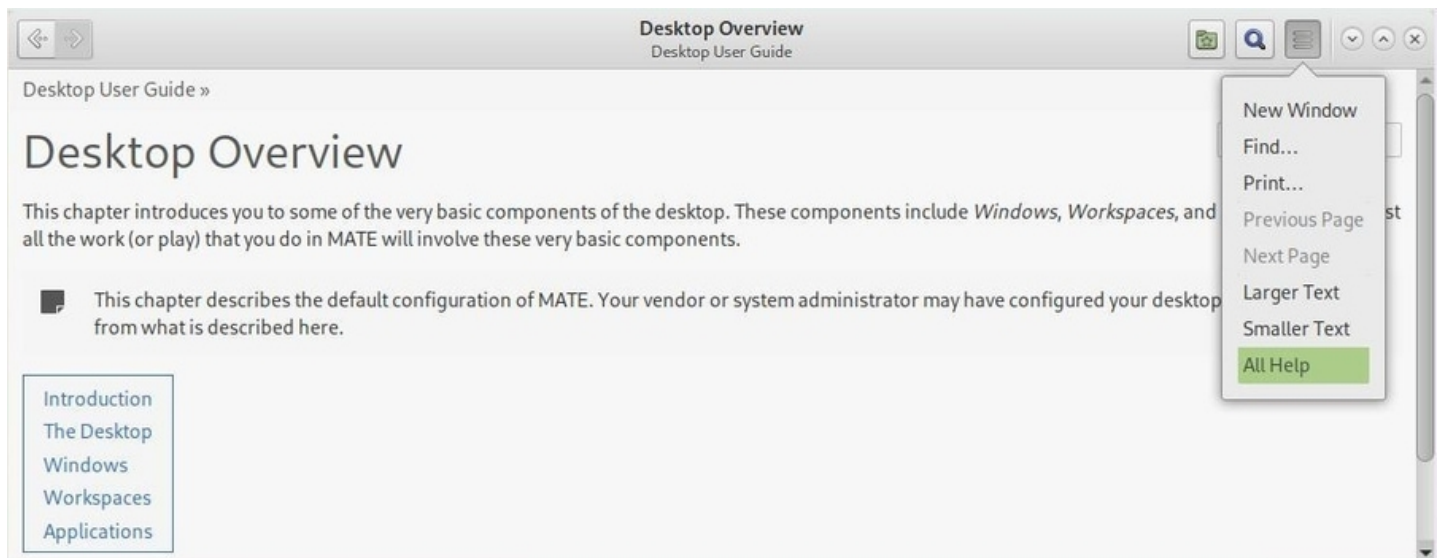 Desktop Overview
Desktop User Guide
Desktop User Guide »
Desktop Overview
This chapter introduces you to some of the very basic components of the desktop. These components include Windows, Workspaces, and st
all the work (or play) that you do in MATE will involve these very basic components.
This chapter describes the default configuration of MATE. Your vendor or system administrator may have configured your desktop
from what is described here.
Introduction
The Desktop
Windows
Workspaces
Applications
New Window
Find...
Print...
Previous Page
Next Page
Larger Text
Smaller Text
All Help